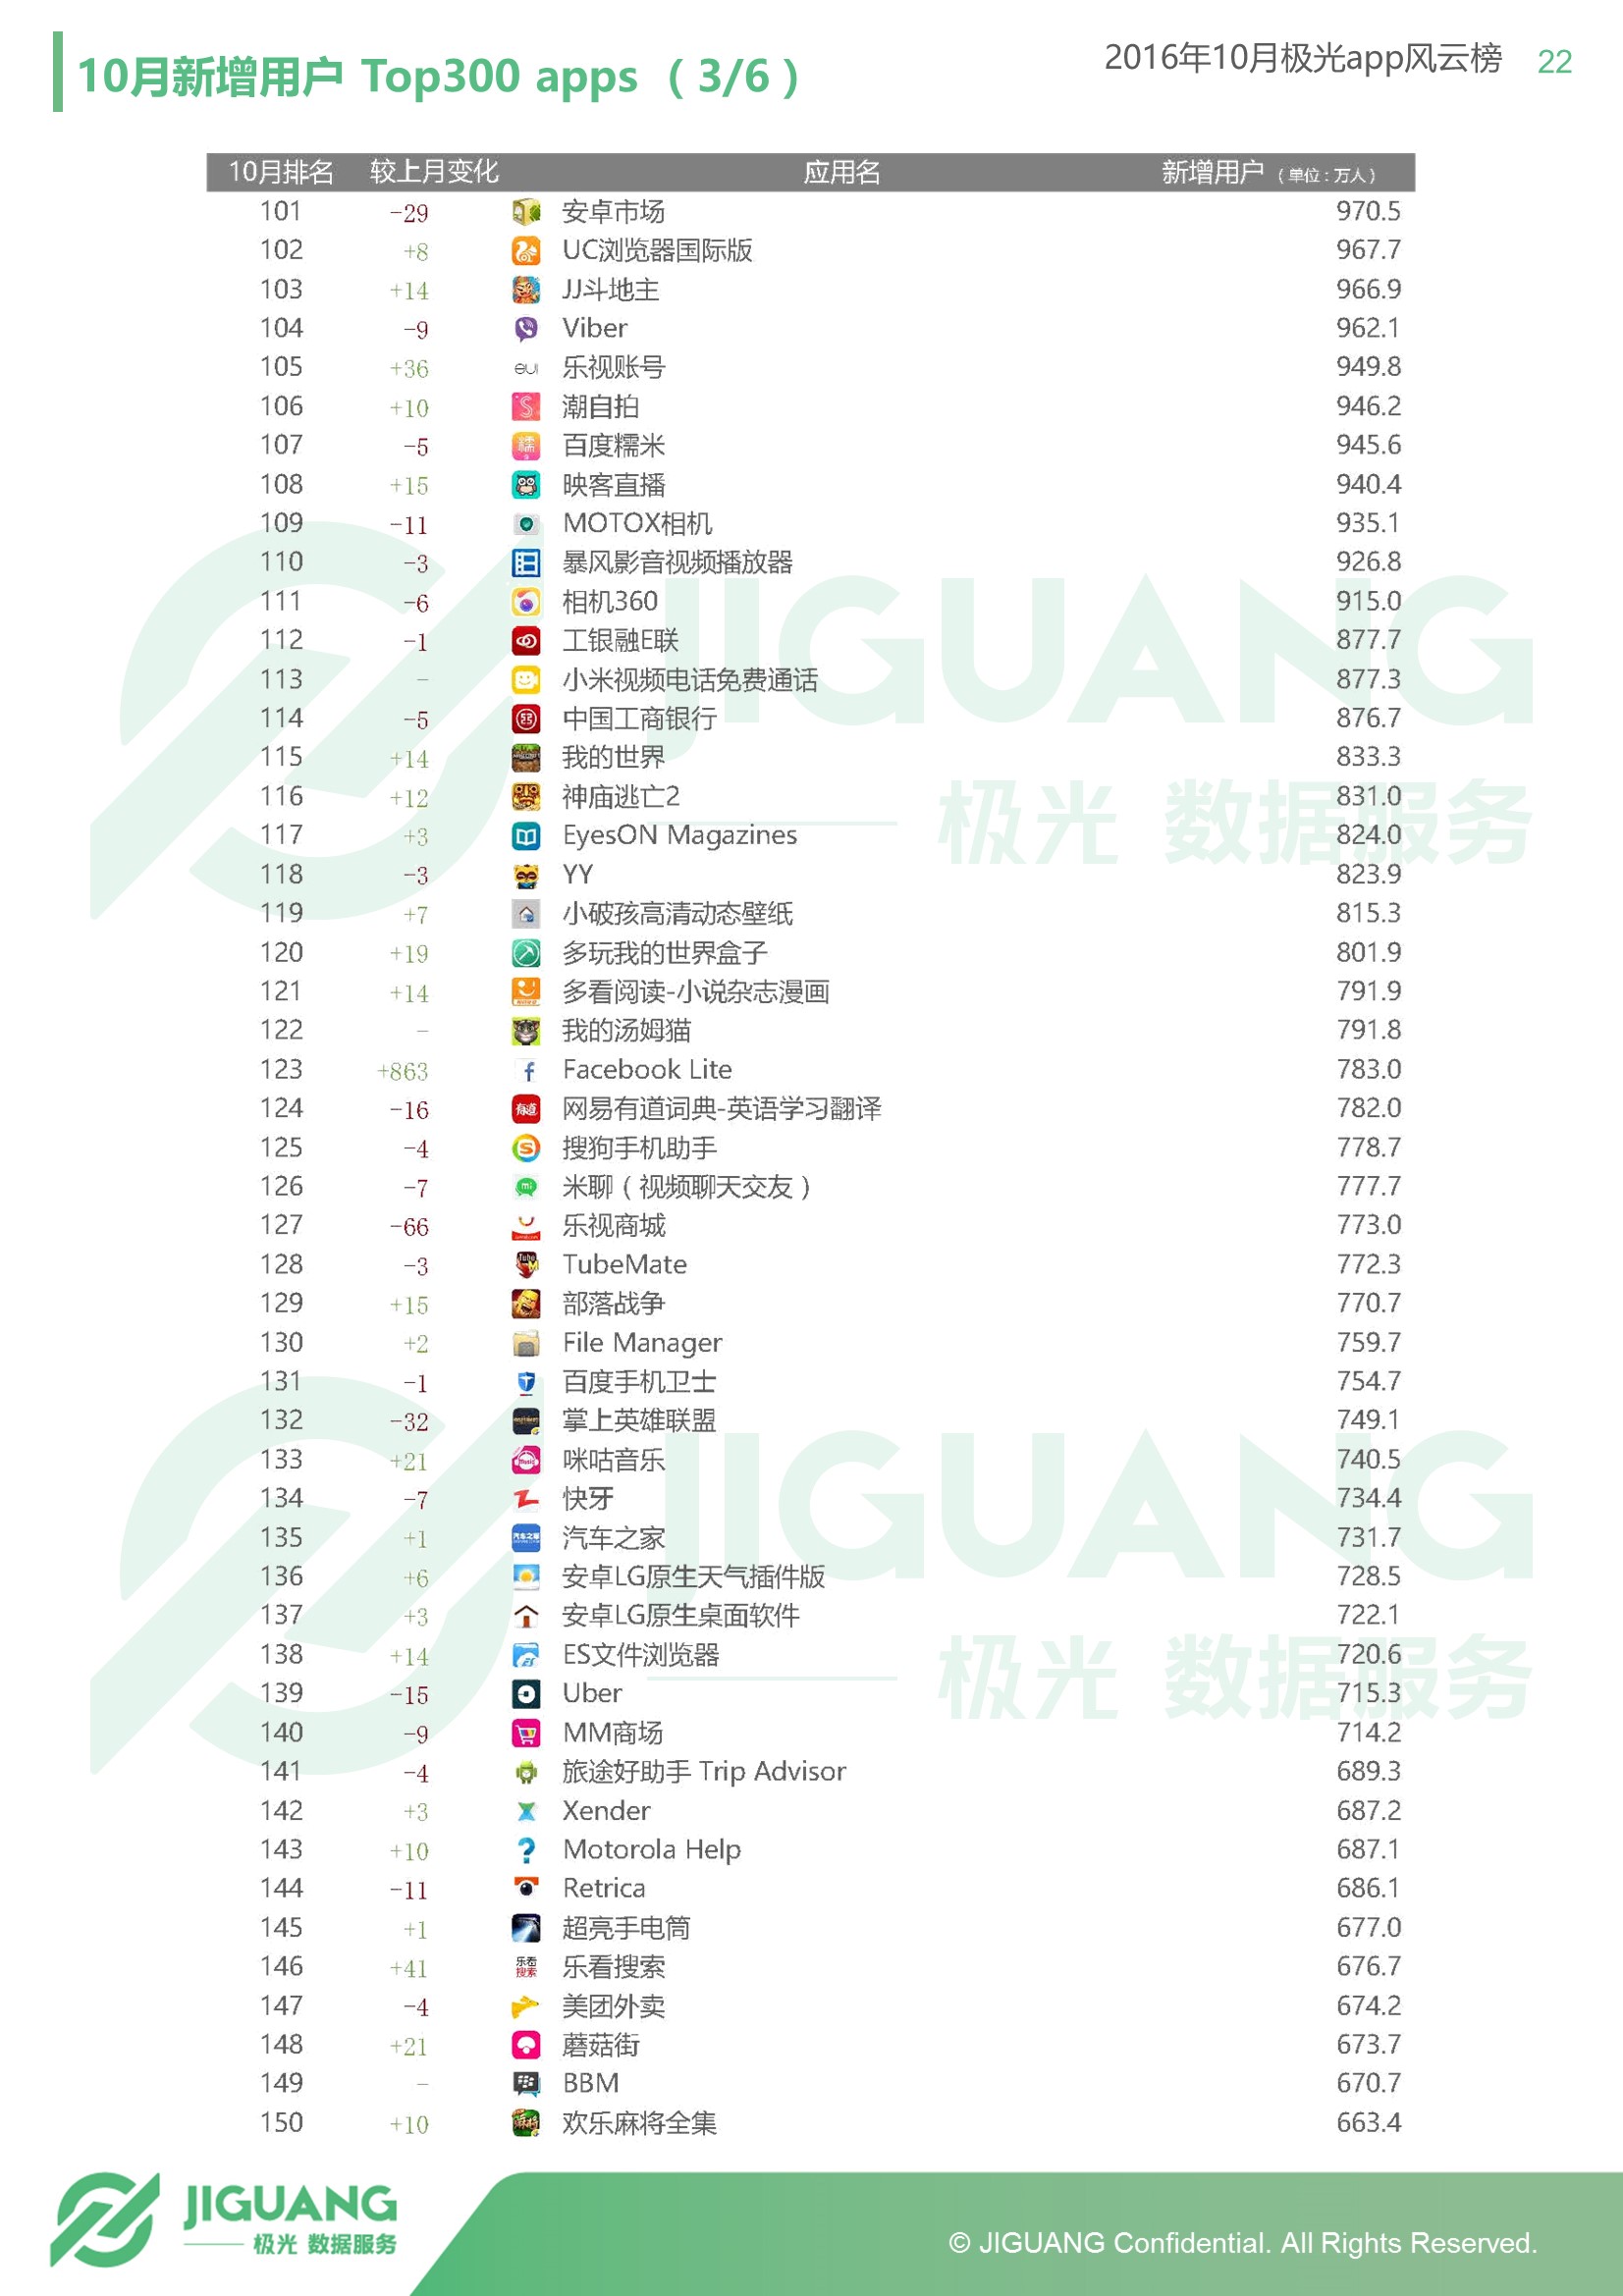 10月新增用户 Top300 apps （3/6）
2016年10月极光app风云榜 22
10月排名 较上月变化 应用名 新增用户（单位：万人）
101 -29 安卓市场 970.5
102 +8 UC浏览器国际版 967.7
103 +14 JJ斗地主 966.9
104 -9 Viber 962.1
105 +36 eui 乐视账号 949.8
106 +10 潮自拍 946.2
107 -5 百度糯米 945.6
108 +15 映客直播 940.4
109 -11 MOTOX相机 935.1
110 -3 暴风影音视频播放器 926.8
111 -6 相机360 915.0
112 -1 工银融E联 877.7
113 - 小米视频电话免费通话 877.3
114 -5 中国工商银行 876.7
115 +14 我的世界 833.3
116 +12 神庙逃亡2 831.0
117 +3 EyesON Magazines 824.0
118 -3 YY 823.9
119 +7 小破孩高清动态壁纸 815.3
120 +19 多玩我的世界盒子 801.9
121 +14 多看阅读-小说杂志漫画 791.9
122 - 我的汤姆猫 791.8
123 +863 Facebook Lite 783.0
124 -16 有道 网易有道词典-英语学习翻译 782.0
125 -4 搜狗手机助手 778.7
126 -7 米聊（视频聊天交友） 777.7
127 -66 乐视商城 773.0
128 -3 TubeMate 772.3
129 +15 部落战争 770.7
130 +2 File Manager 759.7
131 -1 百度手机卫士 754.7
132 -32 掌上英雄联盟 749.1
133 +21 咪咕音乐 740.5
134 -7 快牙 734.4
135 +1 汽车之家 汽车之家 731.7
136 +6 安卓LG原生天气插件版 728.5
137 +3 安卓LG原生桌面软件 722.1
138 +14 ES文件浏览器 720.6
139 -15 Uber 715.3
140 -9 MM商场 714.2
141 -4 旅途好助手 Trip Advisor 689.3
142 +3 Xender 687.2
143 +10 Motorola Help 687.1
144 -11 Retrica 686.1
145 +1 超亮手电筒 677.0
146 +41 乐看搜索 乐看搜索 676.7
147 -4 美团外卖 674.2
148 +21 蘑菇街 673.7
149 - BBM 670.7
150 +10 欢乐麻将全集 663.4
JIGUANG
极光 数据服务
JIGUANG
极光 数据服务
JIGUANG
极光 数据服务
© JIGUANG Confidential. All Rights Reserved.